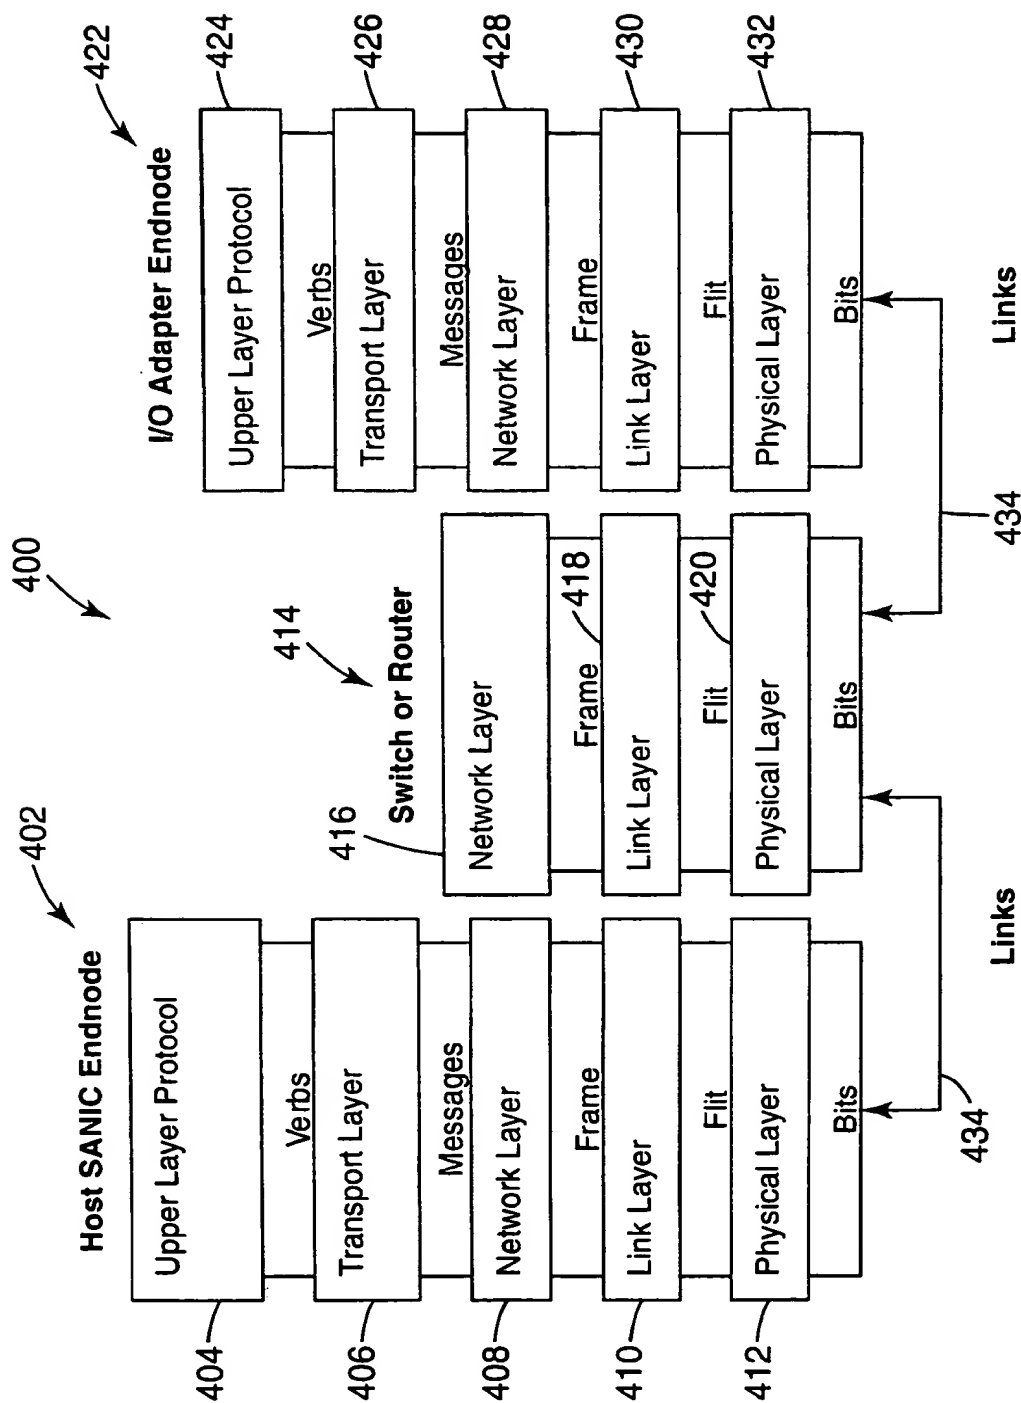 400
402
Host SANIC Endnode
404
Upper Layer Protocol
Verbs
406
Transport Layer
Messages
408
Network Layer
Frame
410
Link Layer
Flit
412
Physical Layer
Bits
414
Switch or Router
416
Network Layer
Frame
418
Link Layer
Flit
420
Physical Layer
Bits
422
I/O Adapter Endnode
424
Upper Layer Protocol
Verbs
426
Transport Layer
Messages
428
Network Layer
Frame
430
Link Layer
Flit
432
Physical Layer
Bits
434
Links
434
Links